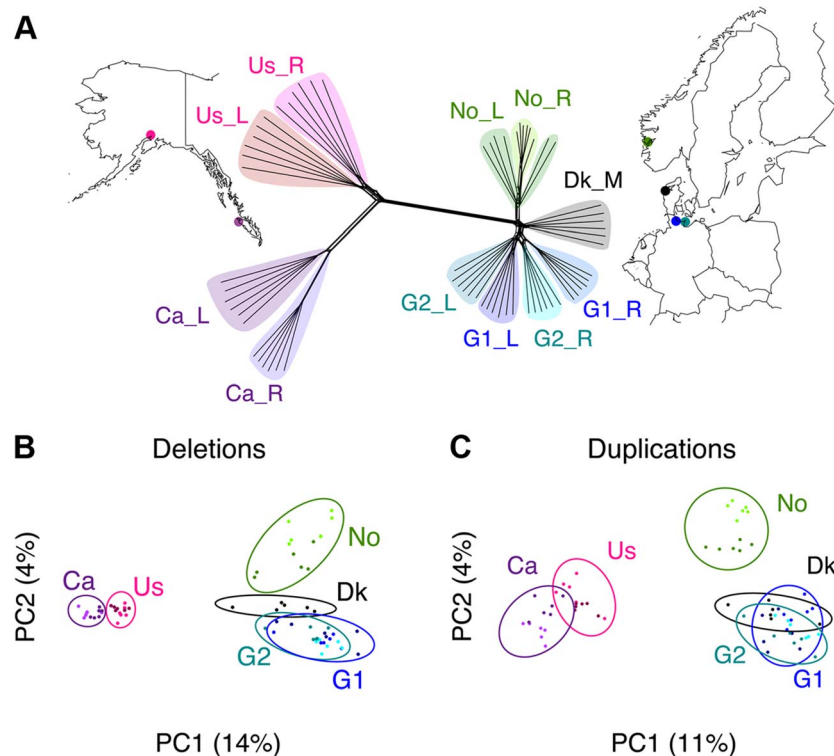 A
Us_R
Us_L
No_R
No_L
Dk_M
Ca_L
Ca_R
G2_L
G1_L
G2_R
G1_R
B
Deletions
PC2 (4%)
Ca
Us
No
Dk
G2
G1
PC1 (14%)
C
Duplications
PC2 (4%)
Ca
Us
No
Dk
G2
G1
PC1 (11%)